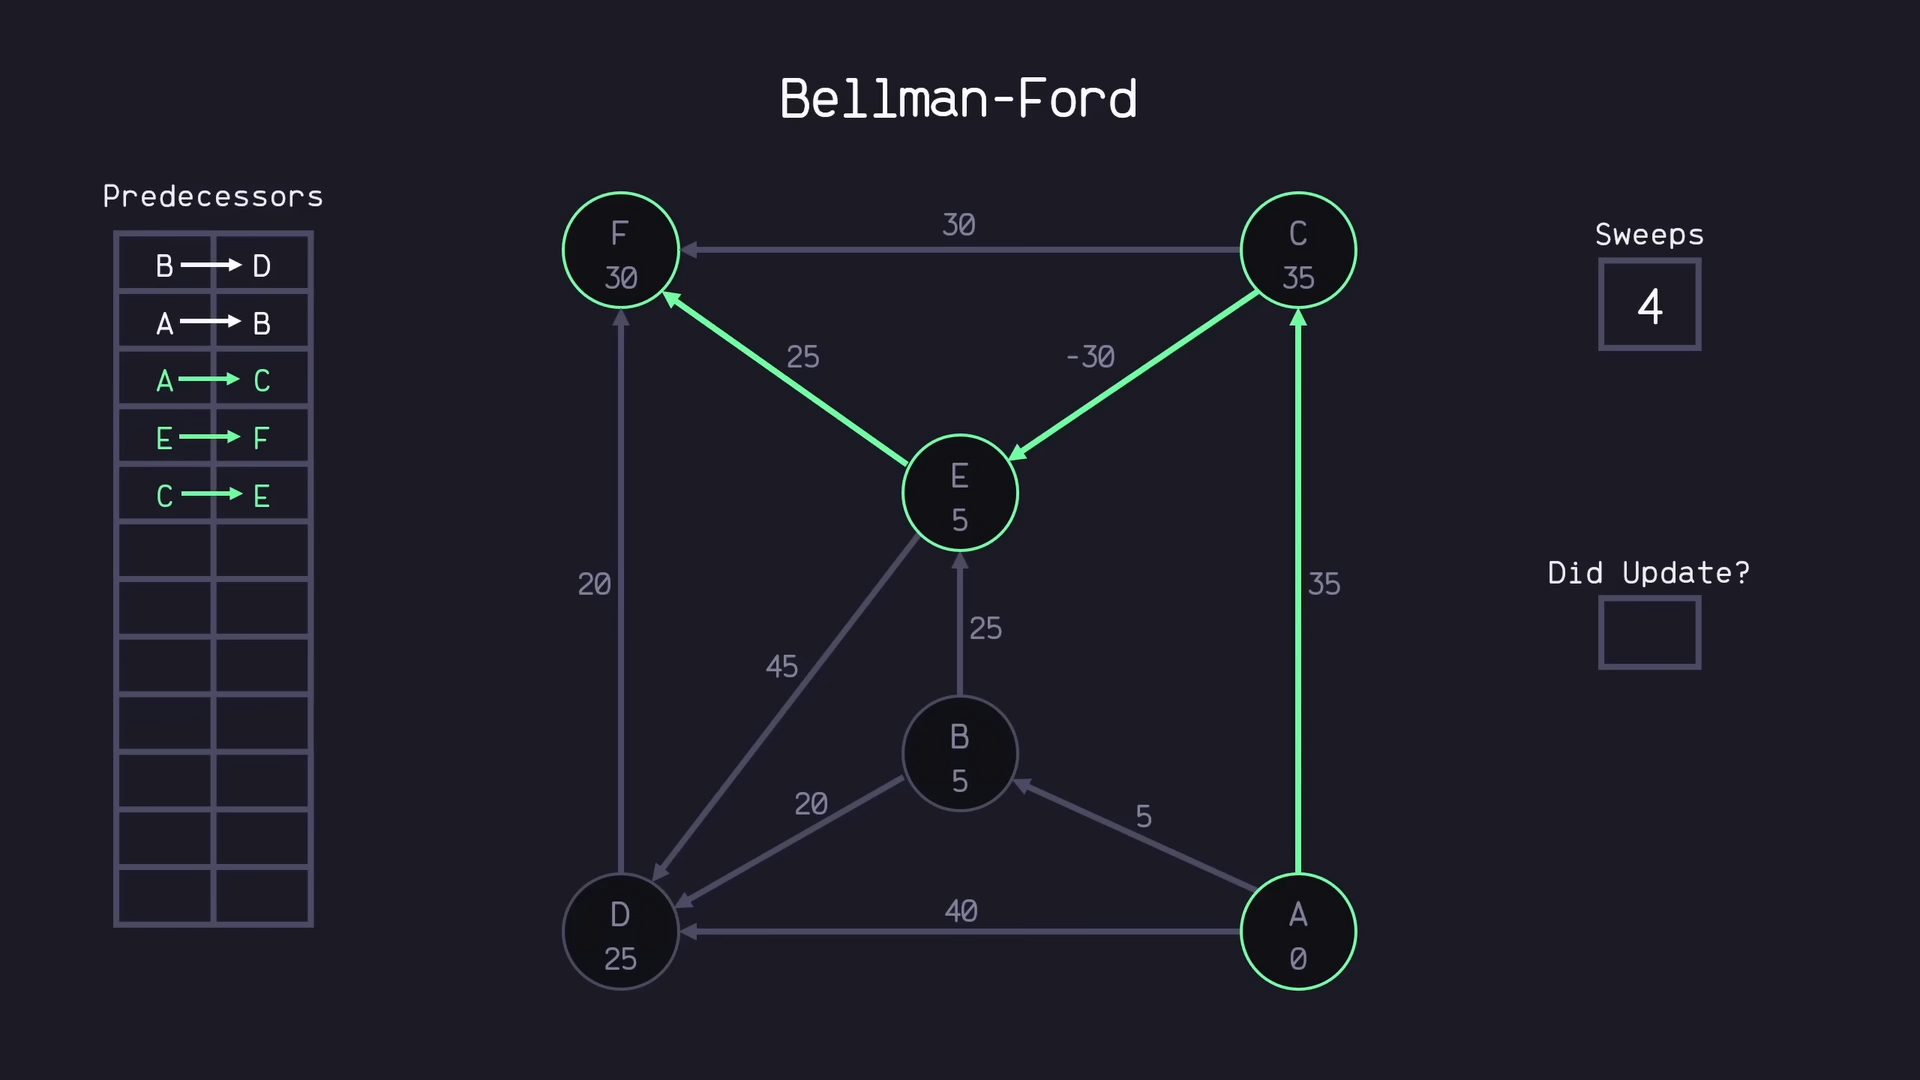 Bellman-Ford
Predecessors
B D
A B
A C
E F
C E
F
30
30
C
35
Sweeps
4
25
-30
E
5
20
35
Did Update?
25
45
B
5
20
5
D
25
40
A
0